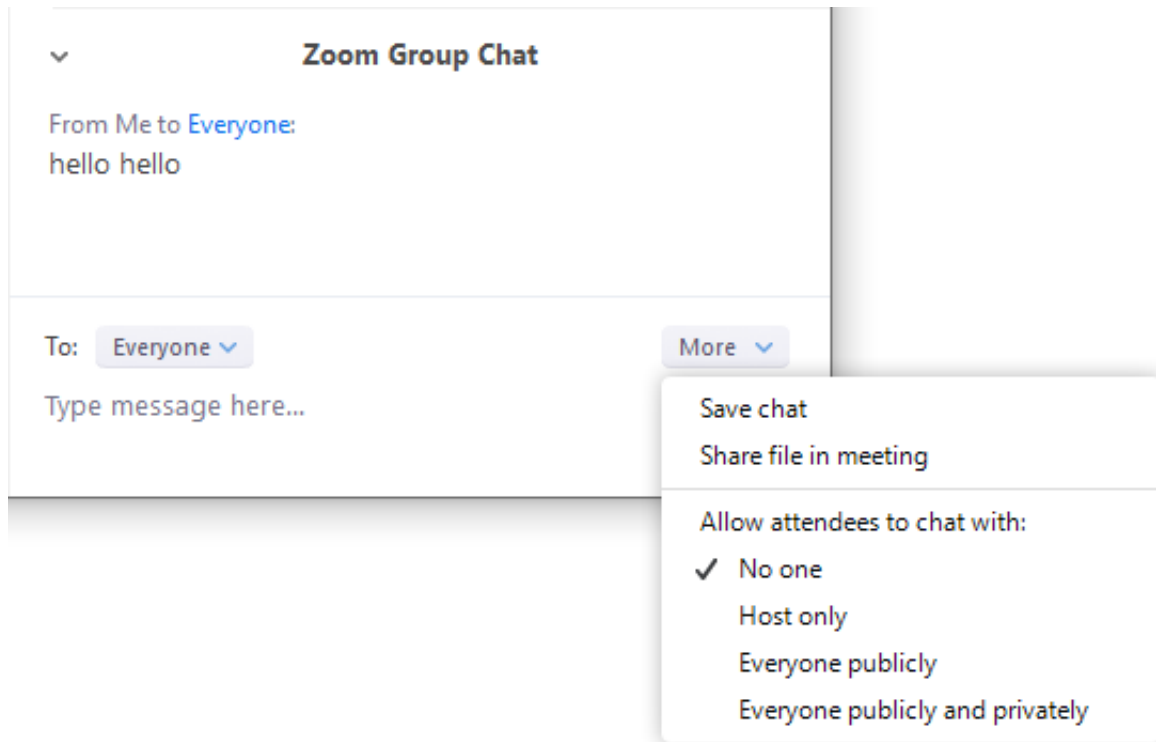 Zoom Group Chat
From Me to Everyone:
hello hello
To: Everyone More
Type message here...
Save chat
Share file in meeting
Allow attendees to chat with:
No one
Host only
Everyone publicly
Everyone publicly and privately